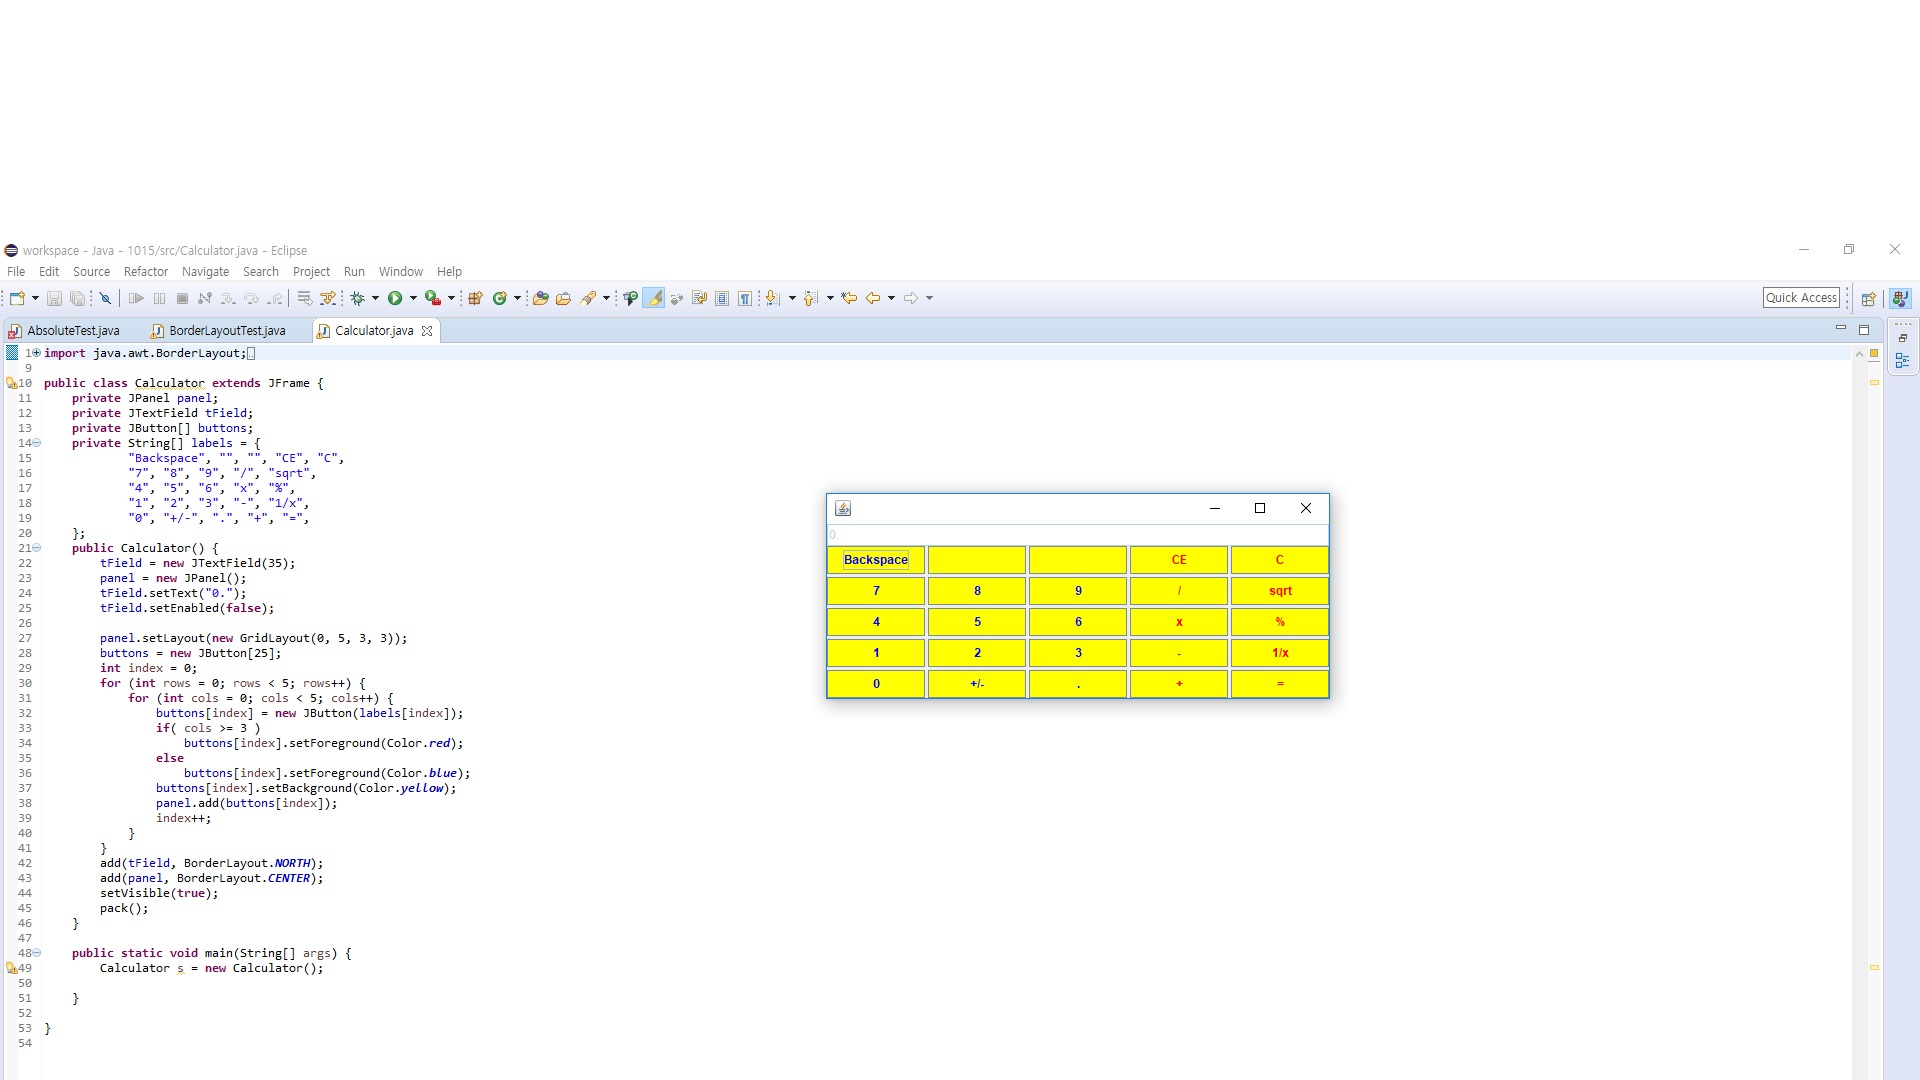 workspace - Java - 1015/src/Calculator.java - Eclipse
File Edit Source Refactor Navigate Search Project Run Window Help
Quick Access
AbsoluteTest.java BorderLayoutTest.java Calculator.java
1 import java.awt.BorderLayout;
9
10 public class Calculator extends JFrame {
11 private JPanel panel;
12 private JTextField tField;
13 private JButton[] buttons;
14 private String[] labels = {
15 "Backspace", "", "", "CE", "C",
16 "7", "8", "9", "/", "sqrt",
17 "4", "5", "6", "x", "%",
18 "1", "2", "3", "-", "1/x",
19 "0", "+/-", ".", "+", "=",
20 };
21 public Calculator() {
22 tField = new JTextField(35);
23 panel = new JPanel();
24 tField.setText("0.");
25 tField.setEnabled(false);
26
27 panel.setLayout(new GridLayout(0, 5, 3, 3));
28 buttons = new JButton[25];
29 int index = 0;
30 for (int rows = 0; rows < 5; rows++) {
31 for (int cols = 0; cols < 5; cols++) {
32 buttons[index] = new JButton(labels[index]);
33 if( cols >= 3 )
34 buttons[index].setForeground(Color.red);
35 else
36 buttons[index].setForeground(Color.blue);
37 buttons[index].setBackground(Color.yellow);
38 panel.add(buttons[index]);
39 index++;
40 }
41 }
42 add(tField, BorderLayout.NORTH);
43 add(panel, BorderLayout.CENTER);
44 setVisible(true);
45 pack();
46 }
47
48 public static void main(String[] args) {
49 Calculator s = new Calculator();
50
51 }
52
53 }
54
0.
Backspace CE C
7 8 9 / sqrt
4 5 6 x %
1 2 3 - 1/x
0 +/- . + =